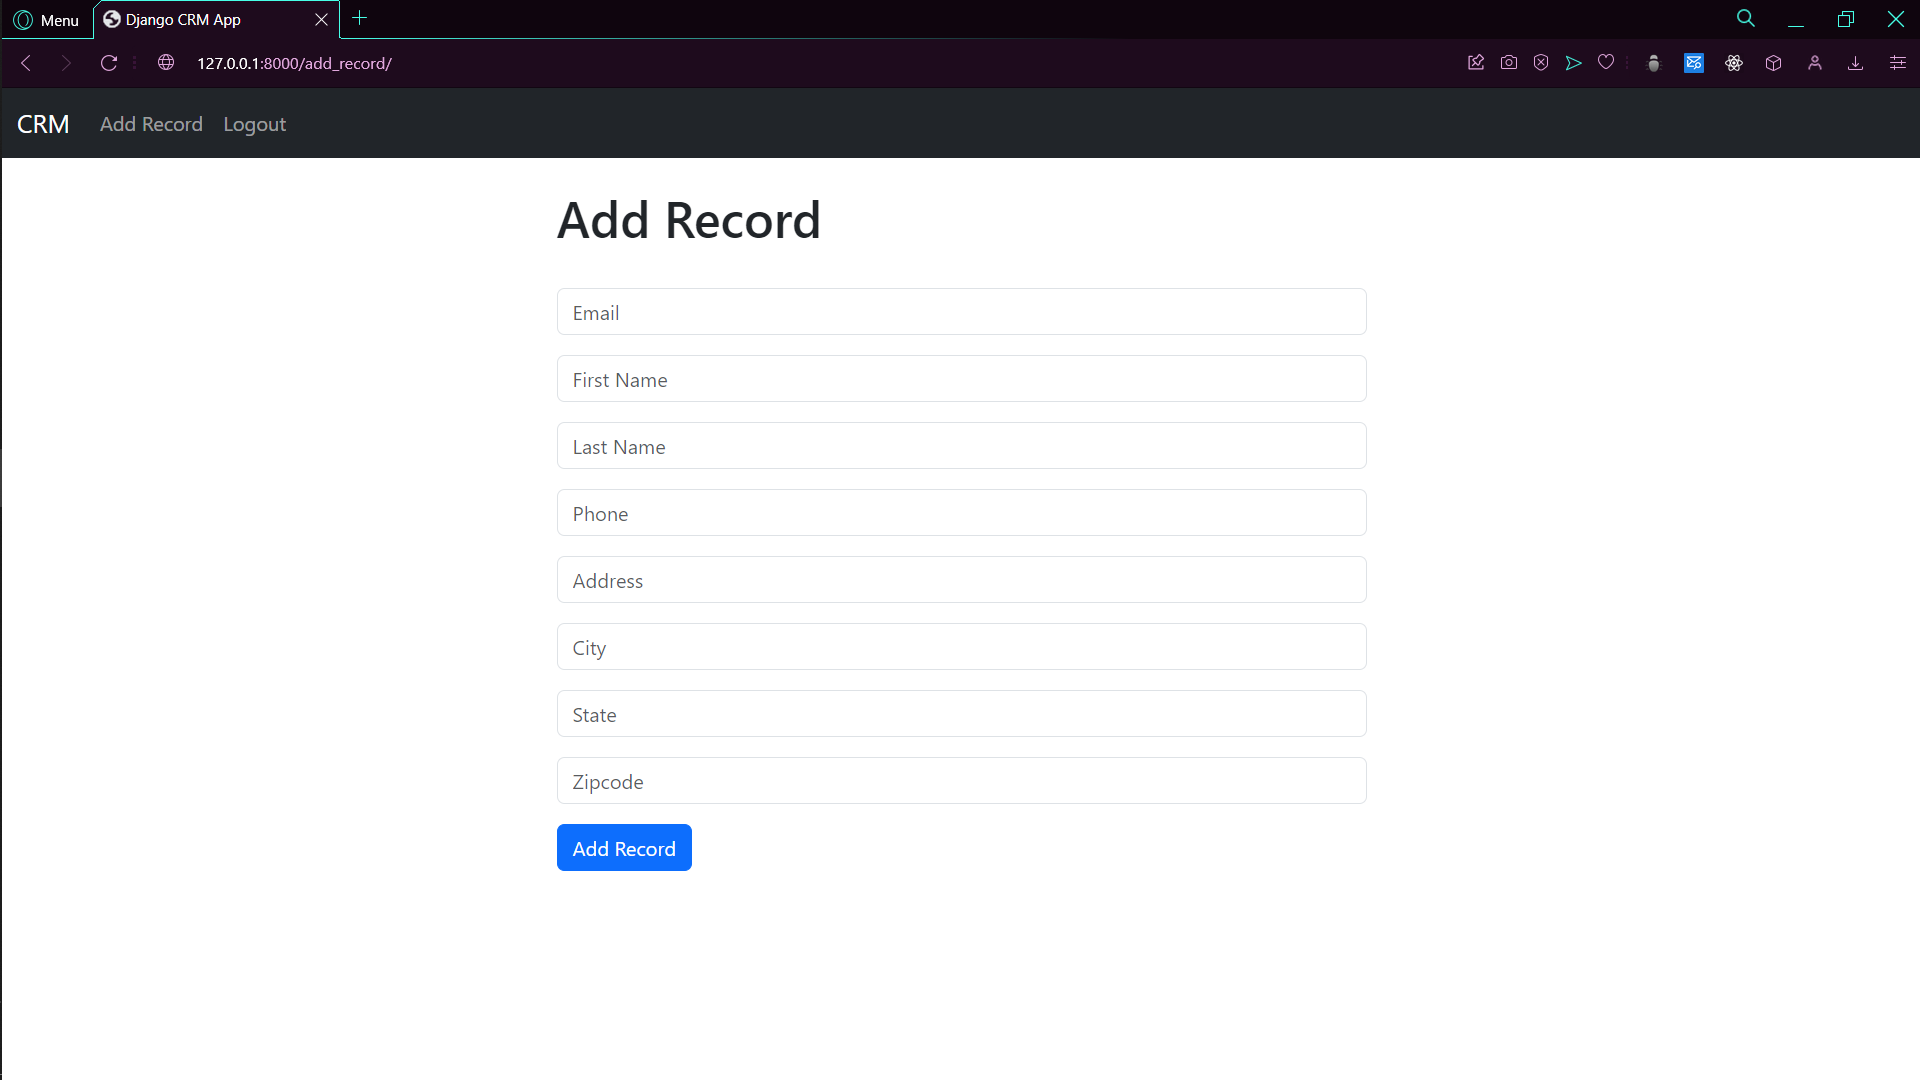 Menu Django CRM App
127.0.0.1:8000/add_record/
CRM Add Record Logout
Add Record
Email
First Name
Last Name
Phone
Address
City
State
Zipcode
Add Record